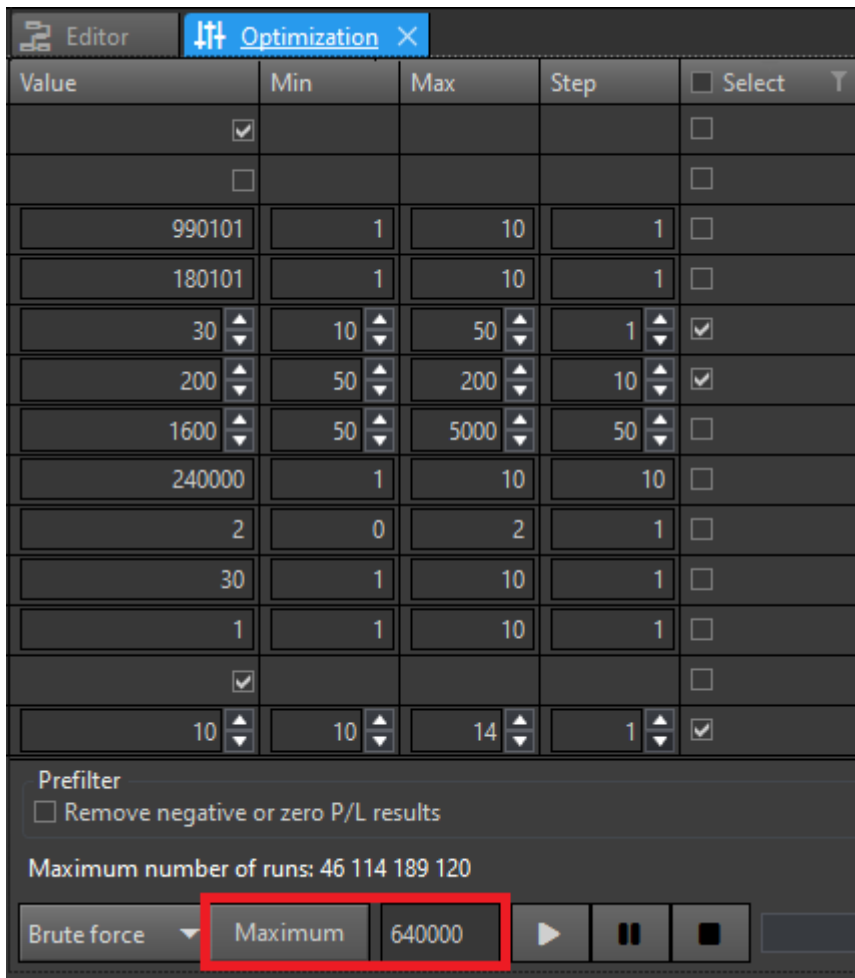 Editor Optimization
Value Min Max Step Select
990101 1 10 1
180101 1 10 1
30 10 50 1
200 50 200 10
1600 50 5000 50
240000 1 10 10
2 0 2 1
30 1 10 1
1 1 10 1
10 10 14 1
Prefilter
Remove negative or zero P/L results
Maximum number of runs: 46 114 189 120
Brute force Maximum 640000